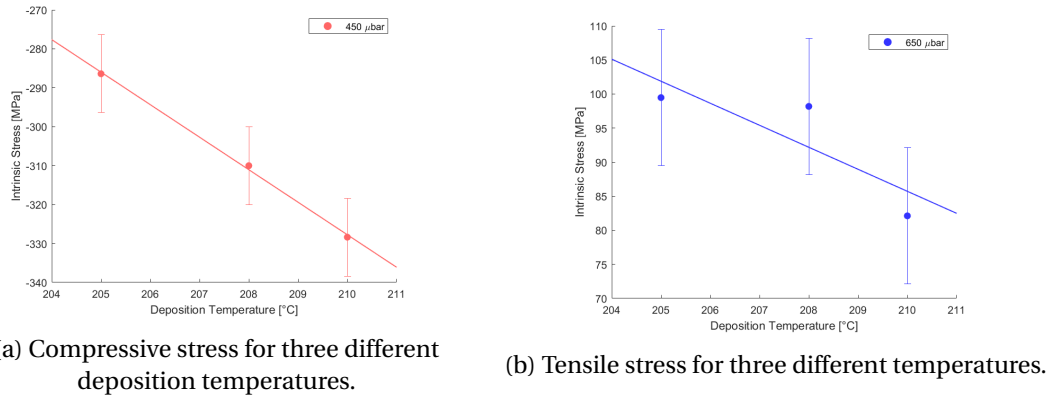 -270
-280
-290
-300
-310
-320
-330
-340
204 205 206 207 208 209 210 211
Intrinsic Stress [MPa]
Deposition Temperature [°C]
450 μbar
110
105
100
95
90
85
80
75
70
204 205 206 207 208 209 210 211
Intrinsic Stress [MPa]
Deposition Temperature [°C]
650 μbar
a) Compressive stress for three different
deposition temperatures.
(b) Tensile stress for three different temperatures.